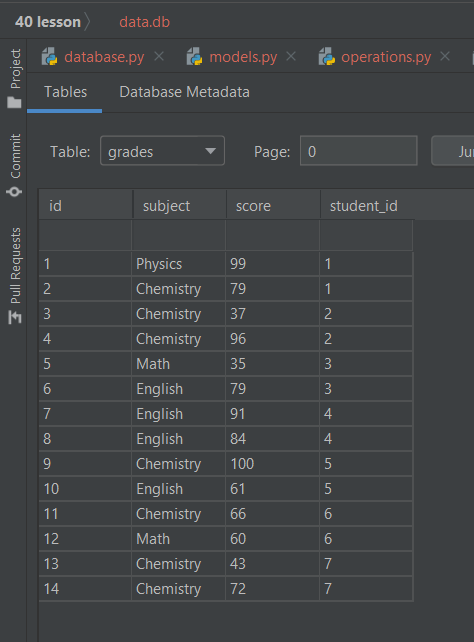 40 lesson data.db
database.py models.py operations.py
Tables Database Metadata
Table: grades Page: 0 Ju
Project
Commit
Pull Requests
id subject score student_id
1 Physics 99 1
2 Chemistry 79 1
3 Chemistry 37 2
4 Chemistry 96 2
5 Math 35 3
6 English 79 3
7 English 91 4
8 English 84 4
9 Chemistry 100 5
10 English 61 5
11 Chemistry 66 6
12 Math 60 6
13 Chemistry 43 7
14 Chemistry 72 7